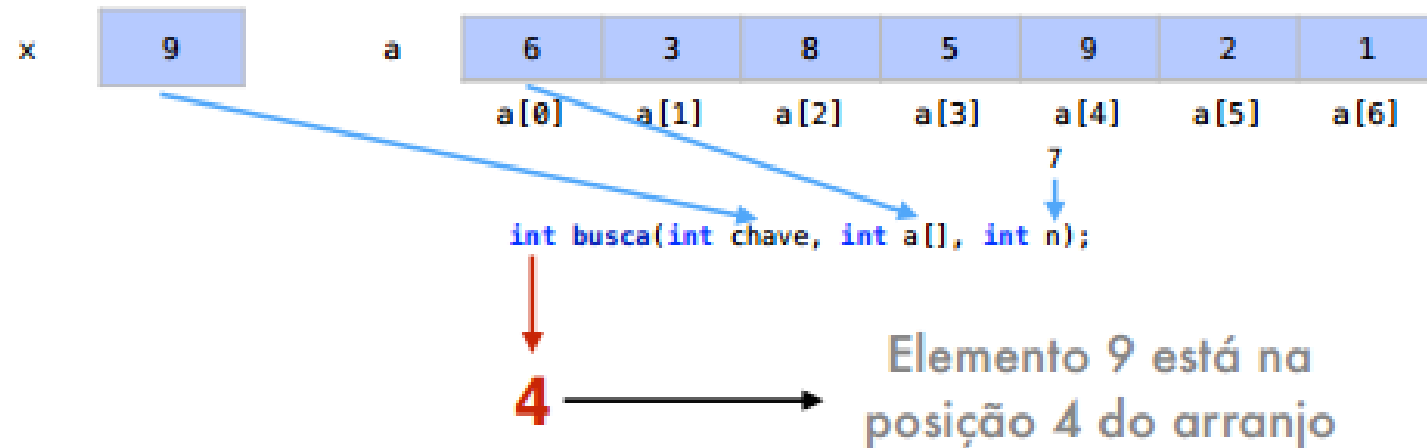 x 9 a 6 3 8 5 9 2 1
a[0] a[1] a[2] a[3] a[4] a[5] a[6]
7
int busca(int chave, int a[], int n);
4 Elemento 9 está na
posição 4 do arranjo